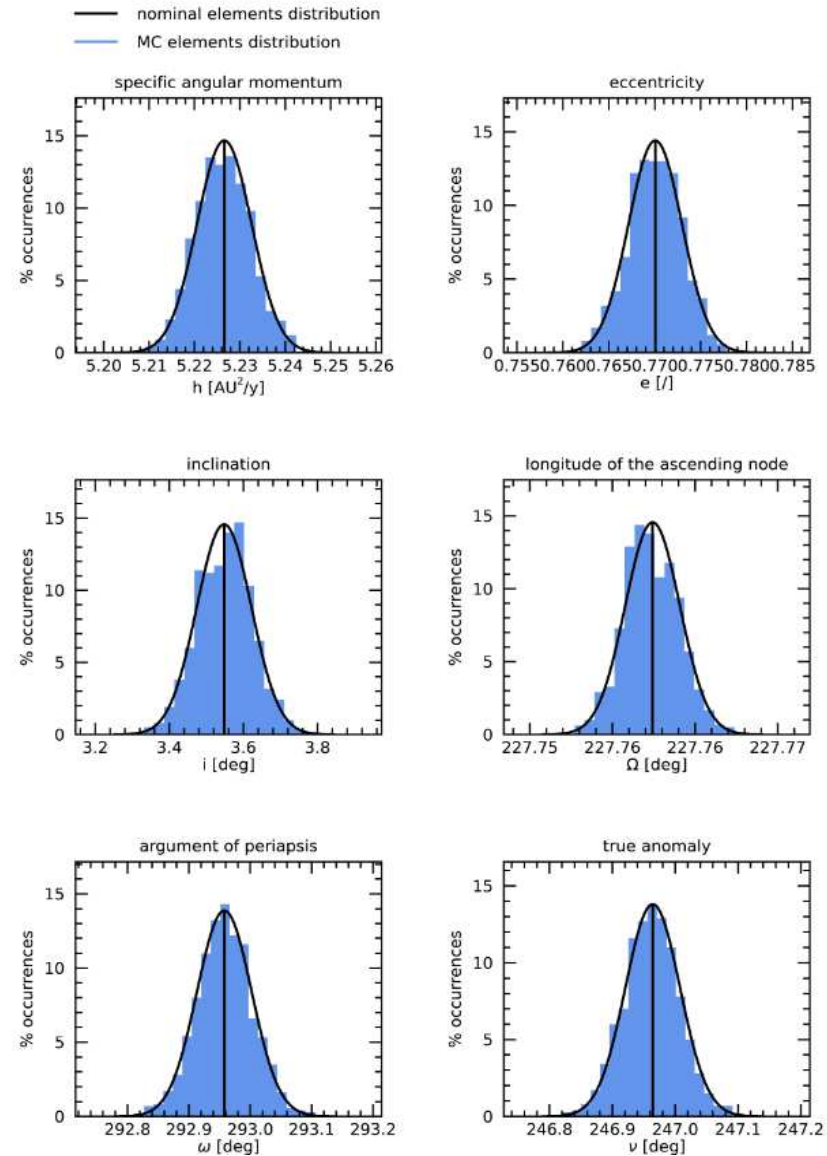 nominal elements distribution
MC elements distribution
specific angular momentum
% occurrences
15
10
5
0
5.20 5.21 5.22 5.23 5.24 5.25 5.26
h [AU²/y]
eccentricity
% occurrences
15
10
5
0
0.7550.7600.7650.7700.7750.7800.785
e [/]
inclination
% occurrences
15
10
5
0
3.2 3.4 3.6 3.8
i [deg]
longitude of the ascending node
% occurrences
15
10
5
0
227.75 227.76 227.76 227.77
Ω [deg]
argument of periapsis
% occurrences
15
10
5
0
292.8 292.9 293.0 293.1 293.2
ω [deg]
true anomaly
% occurrences
15
10
5
0
246.8 246.9 247.0 247.1 247.2
ν [deg]